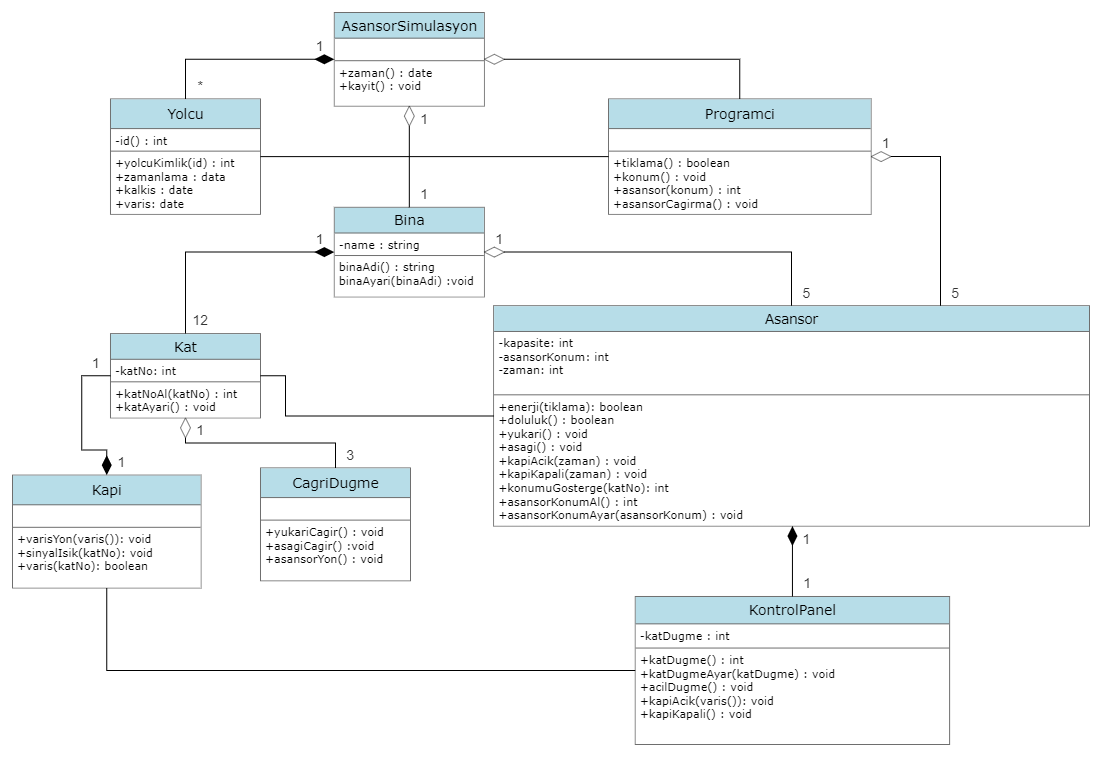 AsansorSimulasyon
+zaman() : date
+kayit() : void
1
*
1
Yolcu
-id() : int
+yolcuKimlik(id) : int
+zamanlama : data
+kalkis : date
+varis: date
Programci
+tiklama() : boolean
+konum() : void
+asansor(konum) : int
+asansorCagirma() : void
1
1
Bina
-name : string
binaAdi() : string
binaAyari(binaAdi) :void
1
1
12
5
5
Kat
-katNo: int
+katNoAl(katNo) : int
+katAyari() : void
1
1
1
3
Asansor
-kapasite: int
-asansorKonum: int
-zaman: int
+enerji(tiklama): boolean
+doluluk() : boolean
+yukari() : void
+asagi() : void
+kapiAcik(zaman) : void
+kapiKapali(zaman) : void
+konumuGosterge(katNo): int
+asansorKonumAl() : int
+asansorKonumAyar(asansorKonum) : void
Kapi
+varisYon(varis()): void
+sinyalIsik(katNo): void
+varis(katNo): boolean
CagriDugme
+yukariCagir() : void
+asagiCagir() :void
+asansorYon() : void
1
1
KontrolPanel
-katDugme : int
+katDugme() : int
+katDugmeAyar(katDugme) : void
+acilDugme() : void
+kapiAcik(varis()): void
+kapiKapali() : void